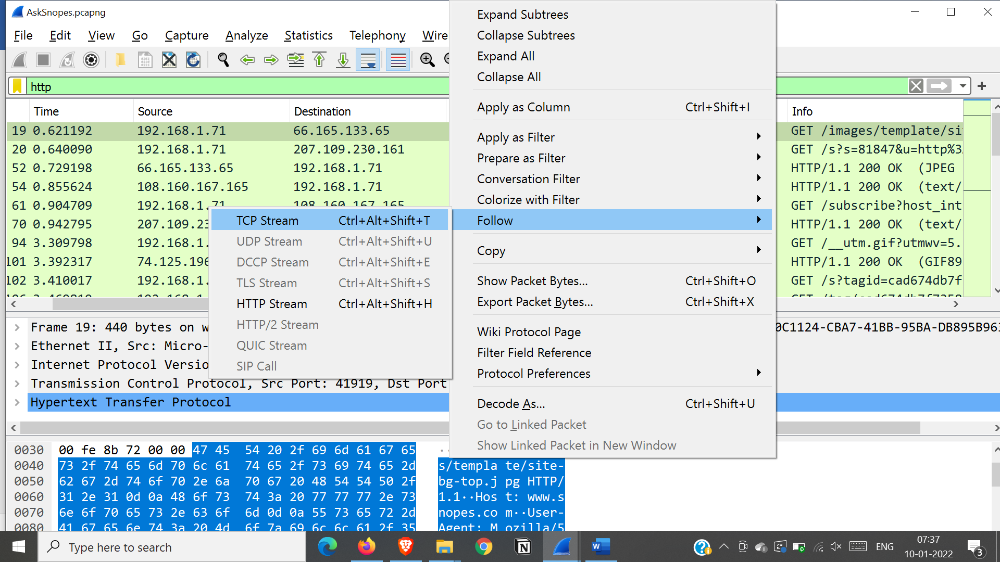 AskSnopes.pcapng
File Edit View Go Capture Analyze Statistics Telephony Wire
http
Time Source Destination Info
19 0.621192 192.168.1.71 66.165.133.65 GET /images/template/si
20 0.640090 192.168.1.71 207.109.230.161 GET /s?s=81847&u=http%3
52 0.729198 66.165.133.65 192.168.1.71 HTTP/1.1 200 OK (JPEG
54 0.855624 108.160.167.165 192.168.1.71 HTTP/1.1 200 OK (text/
61 0.904709 192.168.1.71 108.160.167.165 GET /subscribe?host_int
70 0.942795 207.109.23 HTTP/1.1 200 OK (text/
94 3.309798 192.168.1. GET /__utm.gif?utmwv=5.
101 3.392317 74.125.196 HTTP/1.1 200 OK (GIF89
102 3.410017 192.168.1. GET /s?tagid=cad674db7f
Expand Subtrees
Collapse Subtrees
Expand All
Collapse All
Apply as Column Ctrl+Shift+I
Apply as Filter
Prepare as Filter
Conversation Filter
Colorize with Filter
Follow
Copy
Show Packet Bytes... Ctrl+Shift+O
Export Packet Bytes... Ctrl+Shift+X
Wiki Protocol Page
Filter Field Reference
Protocol Preferences
Decode As... Ctrl+Shift+U
Go to Linked Packet
Show Linked Packet in New Window
TCP Stream Ctrl+Alt+Shift+T
UDP Stream Ctrl+Alt+Shift+U
DCCP Stream Ctrl+Alt+Shift+E
TLS Stream Ctrl+Alt+Shift+S
HTTP Stream Ctrl+Alt+Shift+H
HTTP/2 Stream
QUIC Stream
SIP Call
Frame 19: 440 bytes on w 0C1124-CBA7-41BB-95BA-DB895B963
Ethernet II, Src: Micro-
Internet Protocol Versio
Transmission Control Protocol, Src Port: 41919, Dst Port
Hypertext Transfer Protocol
0030 00 fe 8b 72 00 00 47 45 54 20 2f 69 6d 61 67 65
0040 73 2f 74 65 6d 70 6c 61 74 65 2f 73 69 74 65 2d s/templa te/site-
0050 62 67 2d 74 6f 70 2e 6a 70 67 20 48 54 54 50 2f bg-top.j pg HTTP/
0060 31 2e 31 0d 0a 48 6f 73 74 3a 20 77 77 77 2e 73 1.1··Hos t: www.s
0070 6e 6f 70 65 73 2e 63 6f 6d 0d 0a 55 73 65 72 2d nopes.co m··User-
0080 41 67 65 6e 74 3a 20 4d 6f 7a 69 6c 6c 61 2f 35 Agent: M ozilla/5
Type here to search
ENG
07:37
10-01-2022
3